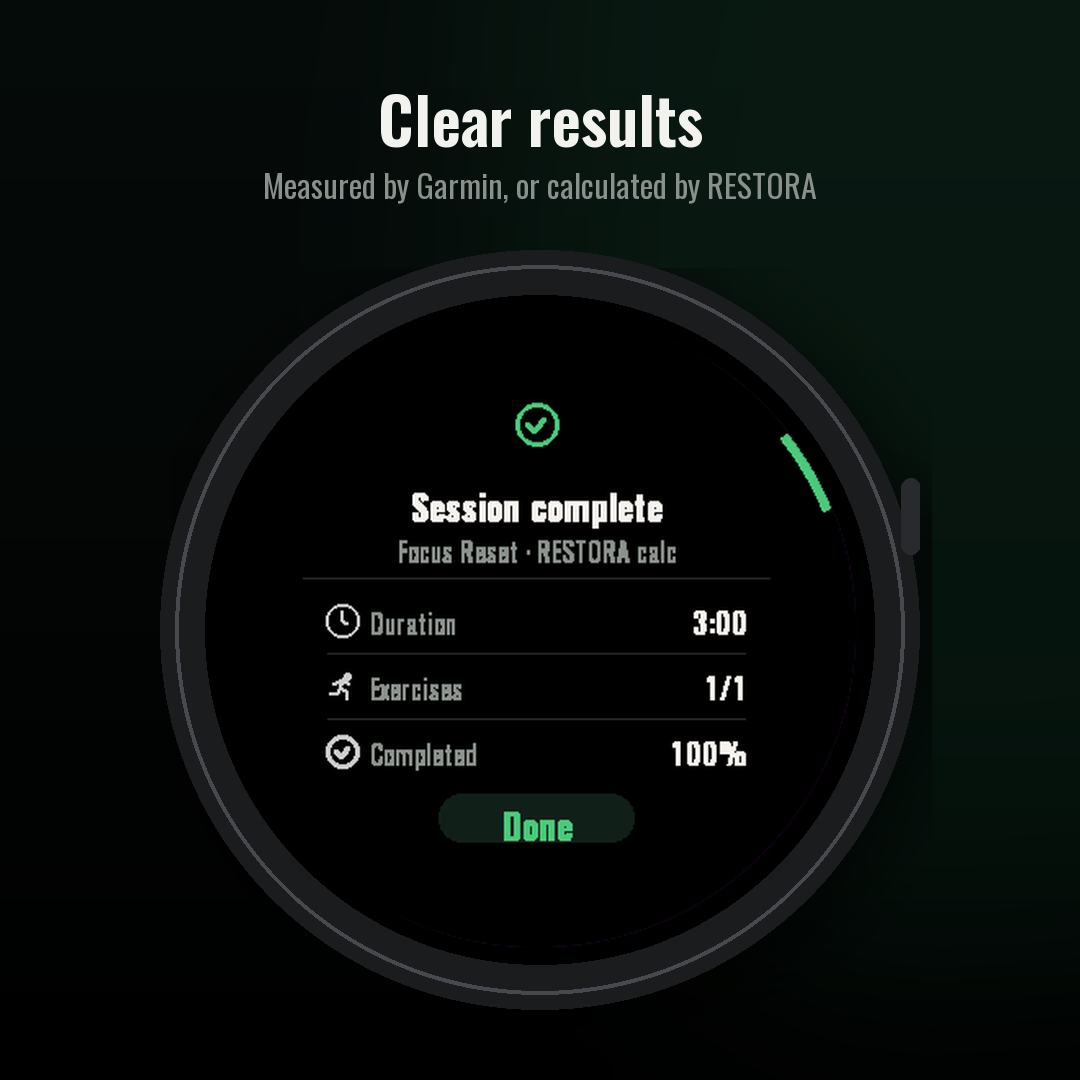 Clear results
Measured by Garmin, or calculated by RESTORA
Session complete
Focus Reset · RESTORA calc
Duration 3:00
Exercises 1/1
Completed 100%
Done